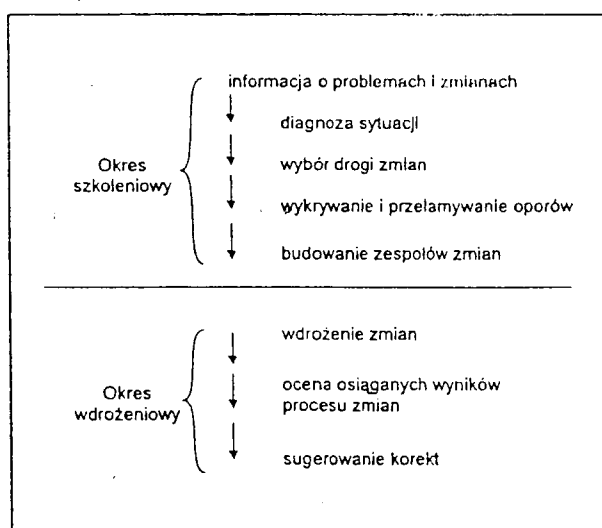 informacja o problemach i zmianach
diagnoza sytuacji
wybór drogi zmian
Okres
szkoleniowy
wykrywanie i przełamywanie oporów
budowanie zespołów zmian
wdrożenie zmian
Okres
wdrożeniowy
ocena osiąganych wyników
procesu zmian
sugerowanie korekt